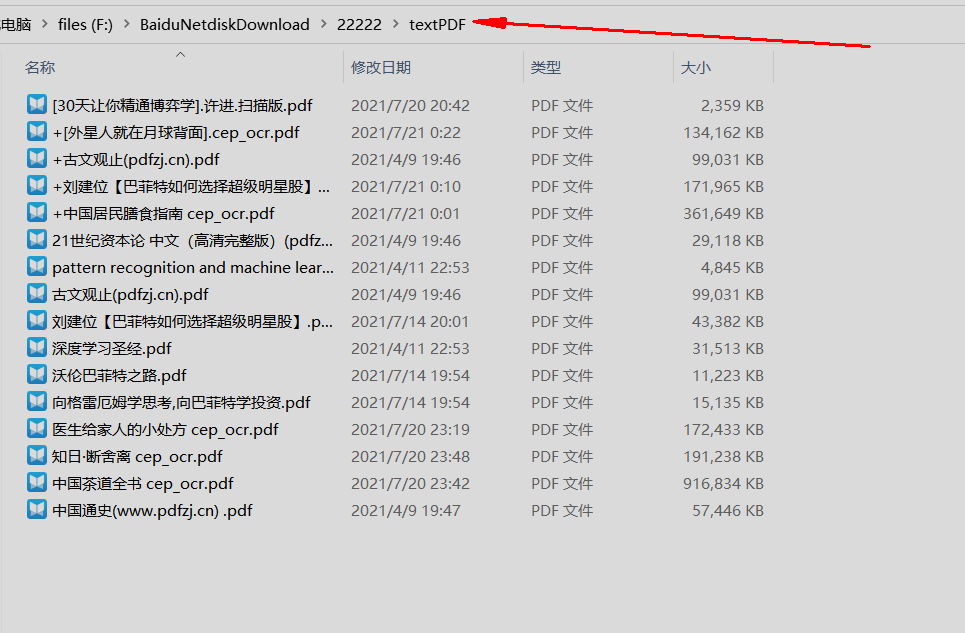 电脑 > files (F:) > BaiduNetdiskDownload > 22222 > textPDF
名称 修改日期 类型 大小
[30天让你精通博弈学].许进.扫描版.pdf 2021/7/20 20:42 PDF 文件 2,359 KB
+[外星人就在月球背面].cep_ocr.pdf 2021/7/21 0:22 PDF 文件 134,162 KB
+古文观止(pdfzj.cn).pdf 2021/4/9 19:46 PDF 文件 99,031 KB
+刘建位【巴菲特如何选择超级明星股】... 2021/7/21 0:10 PDF 文件 171,965 KB
+中国居民膳食指南 cep_ocr.pdf 2021/7/21 0:01 PDF 文件 361,649 KB
21世纪资本论 中文（高清完整版）(pdfz... 2021/4/9 19:46 PDF 文件 29,118 KB
pattern recognition and machine lear... 2021/4/11 22:53 PDF 文件 4,845 KB
古文观止(pdfzj.cn).pdf 2021/4/9 19:46 PDF 文件 99,031 KB
刘建位【巴菲特如何选择超级明星股】.p... 2021/7/14 20:01 PDF 文件 43,382 KB
深度学习圣经.pdf 2021/4/11 22:53 PDF 文件 31,513 KB
沃伦巴菲特之路.pdf 2021/7/14 19:54 PDF 文件 11,223 KB
向格雷厄姆学思考,向巴菲特学投资.pdf 2021/7/14 19:54 PDF 文件 15,135 KB
医生给家人的小处方 cep_ocr.pdf 2021/7/20 23:19 PDF 文件 172,433 KB
知日·断舍离 cep_ocr.pdf 2021/7/20 23:48 PDF 文件 191,238 KB
中国茶道全书 cep_ocr.pdf 2021/7/20 23:42 PDF 文件 916,834 KB
中国通史(www.pdfzj.cn) .pdf 2021/4/9 19:47 PDF 文件 57,446 KB